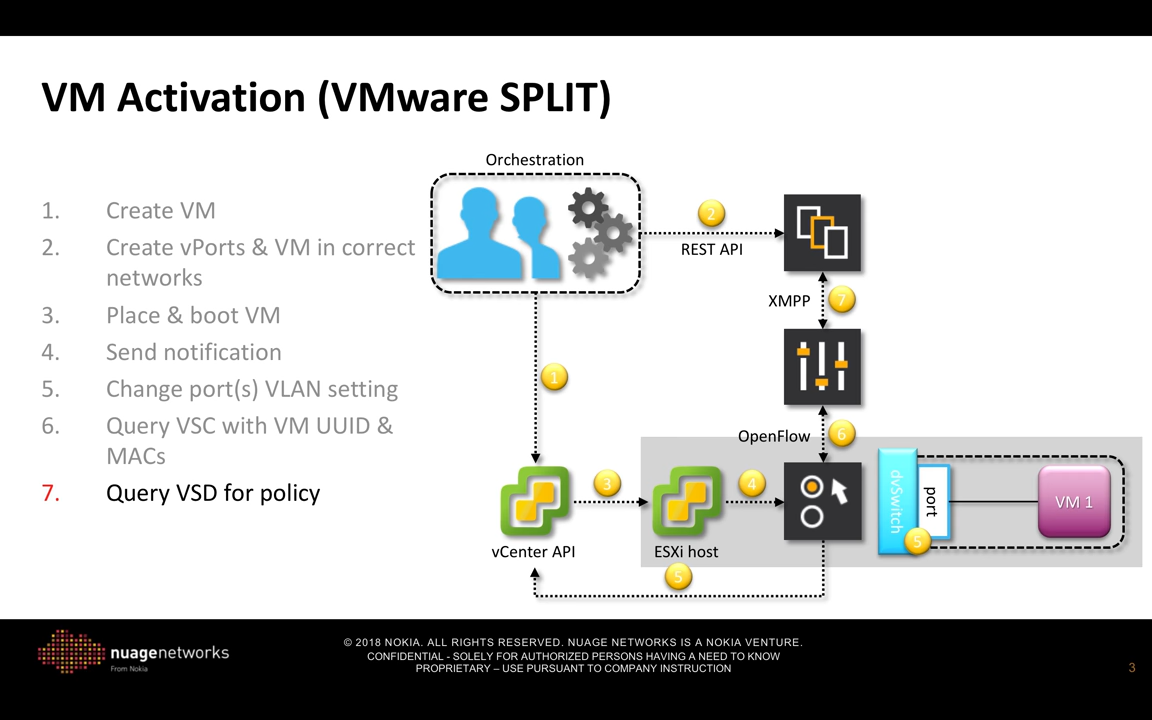 VM Activation (VMware SPLIT)
Orchestration
1. Create VM
2. Create vPorts & VM in correct
networks
3. Place & boot VM
4. Send notification
5. Change port(s) VLAN setting
6. Query VSC with VM UUID &
MACs
7. Query VSD for policy
2
REST API
XMPP
7
1
OpenFlow
6
3
4
dvSwitch
port
VM 1
5
vCenter API
ESXi host
5
nuagenetworks
From Nokia
© 2018 NOKIA. ALL RIGHTS RESERVED. NUAGE NETWORKS IS A NOKIA VENTURE.
CONFIDENTIAL - SOLELY FOR AUTHORIZED PERSONS HAVING A NEED TO KNOW
PROPRIETARY – USE PURSUANT TO COMPANY INSTRUCTION
3